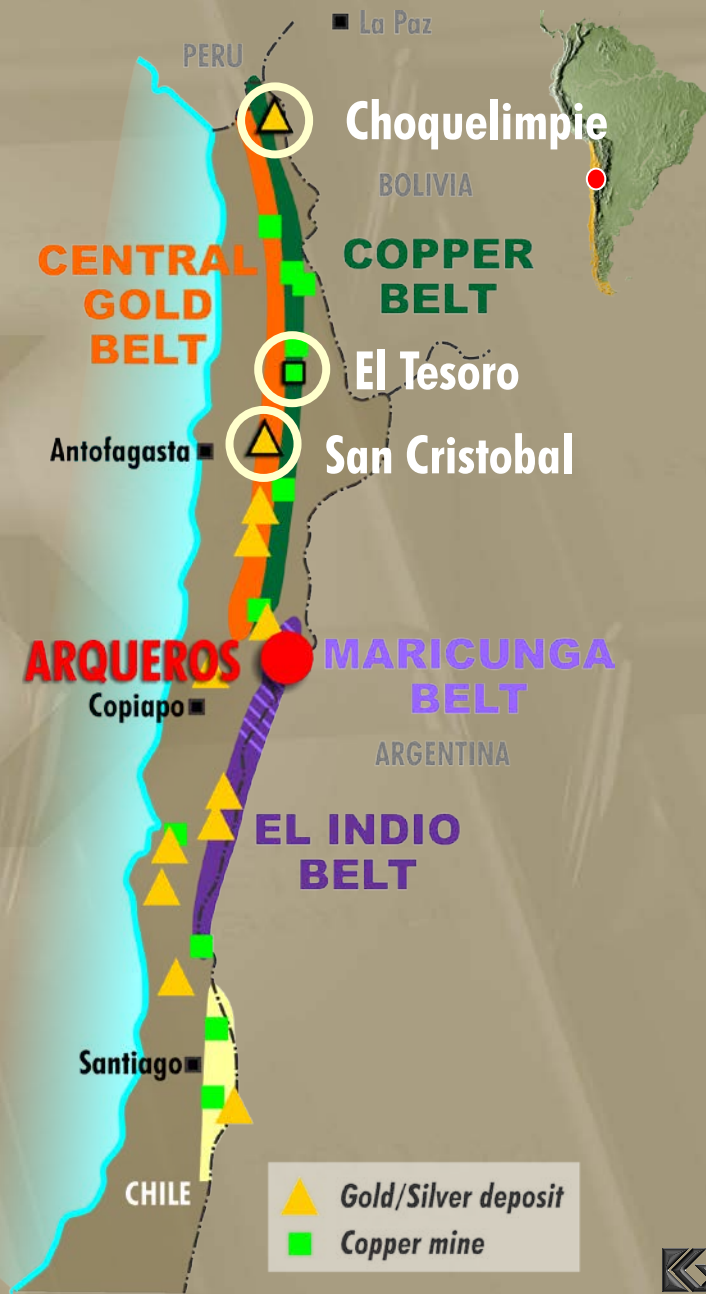 La Paz
PERU
Choquelimpie
BOLIVIA
CENTRAL
GOLD
BELT
COPPER
BELT
El Tesoro
Antofagasta
San Cristobal
ARQUEROS
MARICUNGA
BELT
Copiapo
ARGENTINA
EL INDIO
BELT
Santiago
CHILE
Gold/Silver deposit
Copper mine